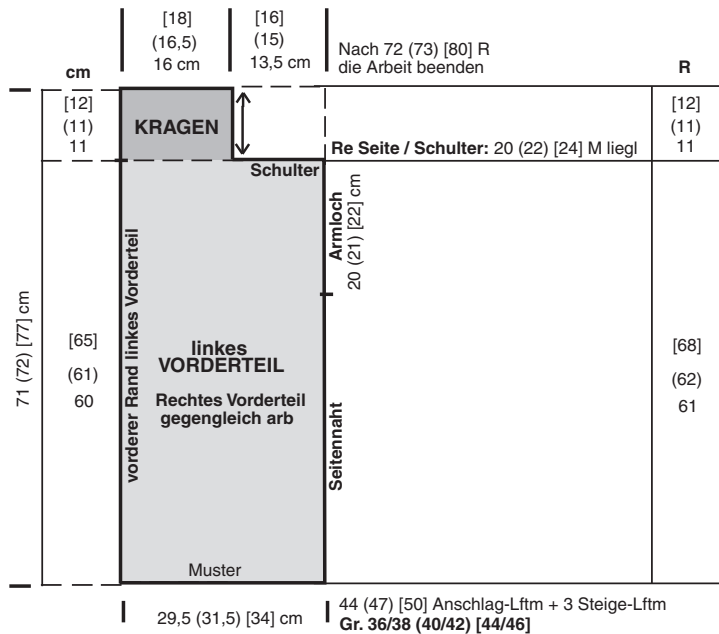 [18]
(16,5)
16 cm
[16]
(15)
13,5 cm
Nach 72 (73) [80] R
die Arbeit beenden
cm
R
[12]
(11)
11
KRAGEN
[12]
(11)
11
Re Seite / Schulter: 20 (22) [24] M liegl
Schulter
Armloch
20 (21) [22] cm
vorderer Rand linkes Vorderteil
71 (72) [77] cm
[65]
(61)
60
linkes
VORDERTEIL
Rechtes Vorderteil
gegengleich arb
Seitennaht
[68]
(62)
61
Muster
29,5 (31,5) [34] cm
44 (47) [50] Anschlag-Lftm + 3 Steige-Lftm
Gr. 36/38 (40/42) [44/46]